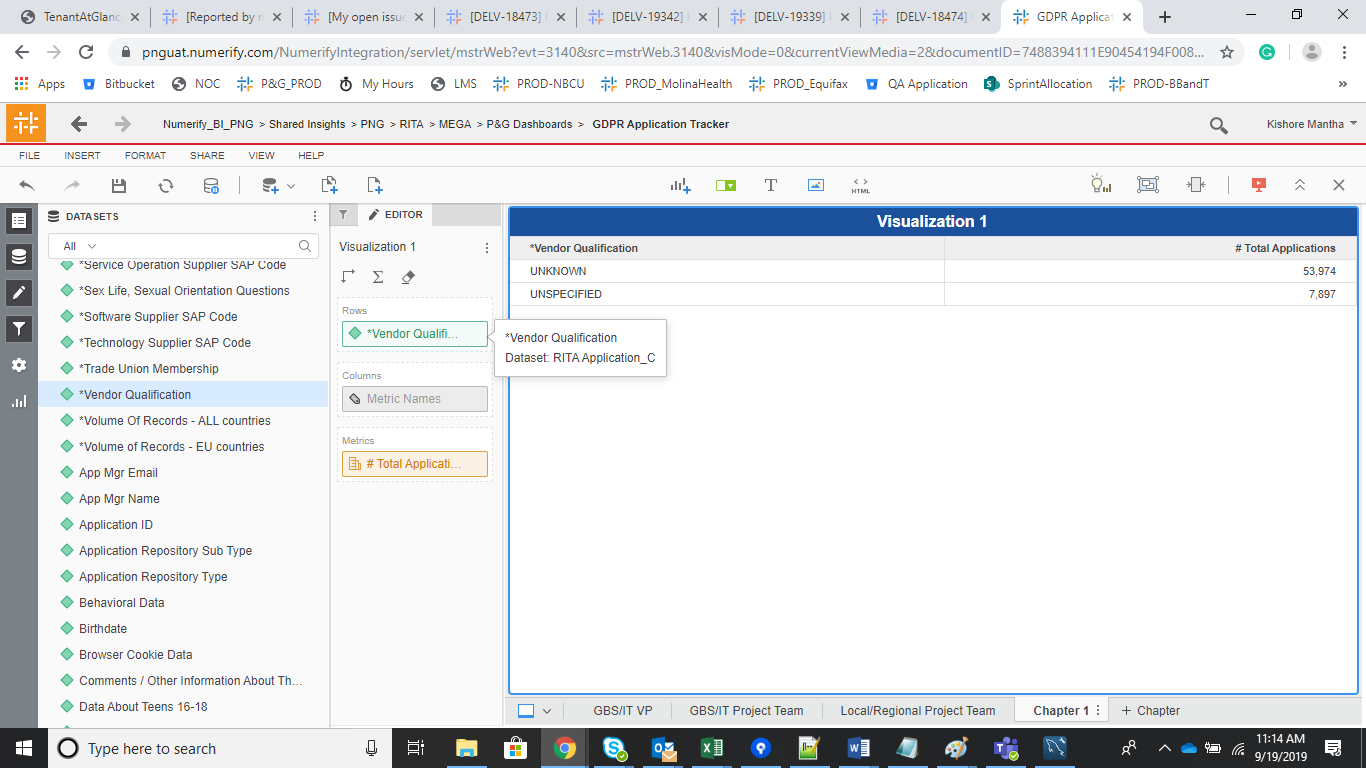 TenantAtGlanc
[Reported by m
[My open issue
[DELV-18473]
[DELV-19342]
[DELV-19339]
[DELV-18474]
GDPR Applicat
pnguat.numerify.com/NumerifyIntegration/servlet/mstrWeb?evt=3140&src=mstrWeb.3140&visMode=0&currentViewMedia=2&documentID=7488394111E90454194F008...
Apps Bitbucket NOC P&G_PROD My Hours LMS PROD-NBCU PROD_MolinaHealth PROD_Equifax QA Application SprintAllocation PROD-BBandT »
Numerify_BI_PNG > Shared Insights > PNG > RITA > MEGA > P&G Dashboards > GDPR Application Tracker
Kishore Mantha
FILE INSERT FORMAT SHARE VIEW HELP
HTML
DATASETS
All
*Service Operation Supplier SAP Code
*Sex Life, Sexual Orientation Questions
*Software Supplier SAP Code
*Technology Supplier SAP Code
*Trade Union Membership
*Vendor Qualification
*Volume Of Records - ALL countries
*Volume of Records - EU countries
App Mgr Email
App Mgr Name
Application ID
Application Repository Sub Type
Application Repository Type
Behavioral Data
Birthdate
Browser Cookie Data
Comments / Other Information About Th...
Data About Teens 16-18
EDITOR
Visualization 1
Rows
*Vendor Qualifi...
Columns
Metric Names
Metrics
# Total Applicati...
*Vendor Qualification
Dataset: RITA Application_C
Visualization 1
*Vendor Qualification # Total Applications
UNKNOWN 53,974
UNSPECIFIED 7,897
GBS/IT VP GBS/IT Project Team Local/Regional Project Team Chapter 1 + Chapter
Type here to search
11:14 AM
9/19/2019